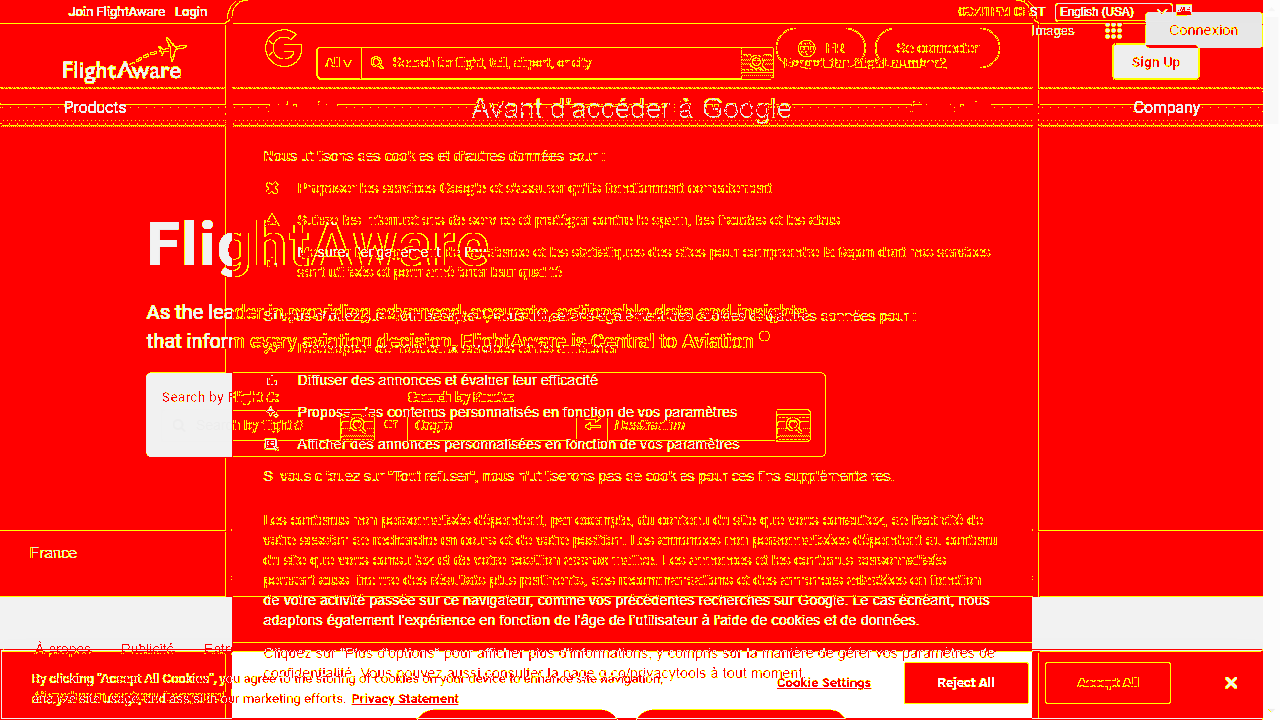 Join FlightAware Login
English (USA)
Images
Connexion
FlightAware
All
Search for flight, tail, airport, or city
FR
Se connecter
Sign Up
Products
Avant d'accéder à Google
Company
Nous utilisons des cookies et d'autres données pour :
Proposer les services Google et s'assurer qu'ils fonctionnent correctement
Suivre les interruptions de service et protéger contre le spam, les fraudes et les abus
FlightAware
Mesurer l'engagement de l'audience et les statistiques des sites pour comprendre la façon dont nos services
sont utilisés et pour améliorer leur qualité
As the leader in providing advanced, accurate, actionable data and insights
that inform every aviation decision, FlightAware is Central to Aviation
Diffuser des annonces et évaluer leur efficacité
Search by Flight
Search by Route
Proposer des contenus personnalisés en fonction de vos paramètres
Origin
Destination
Afficher des annonces personnalisées en fonction de vos paramètres
Si vous cliquez sur "Tout refuser", nous n'utiliserons pas de cookies pour ces fins supplémentaires.
Les contenus non personnalisés dépendent, par exemple, du contenu du site que vous consultez, de l'activité de
votre session de recherche en cours et de votre position. Les annonces non personnalisées dépendent du contenu
du site que vous consultez et de votre position approximative. Les annonces et les contenus personnalisés
France
peuvent aussi inclure des résultats plus pertinents, des recommandations et des annonces adaptées en fonction
de votre activité passée sur ce navigateur, comme vos précédentes recherches sur Google. Le cas échéant, nous
adaptons également l'expérience en fonction de l'âge de l'utilisateur à l'aide de cookies et de données.
À propos Publicité Entre
Cliquez sur "Plus d'options" pour afficher plus d'informations, y compris sur la manière de gérer vos paramètres de
confidentialité. Vous pouvez aussi consulter la page g.co/privacytools à tout moment.
By clicking "Accept All Cookies", you agree to the storing of cookies on your device to enhance site navigation,
analyze site usage, and assist in our marketing efforts. Privacy Statement
Cookie Settings
Reject All
Accept All